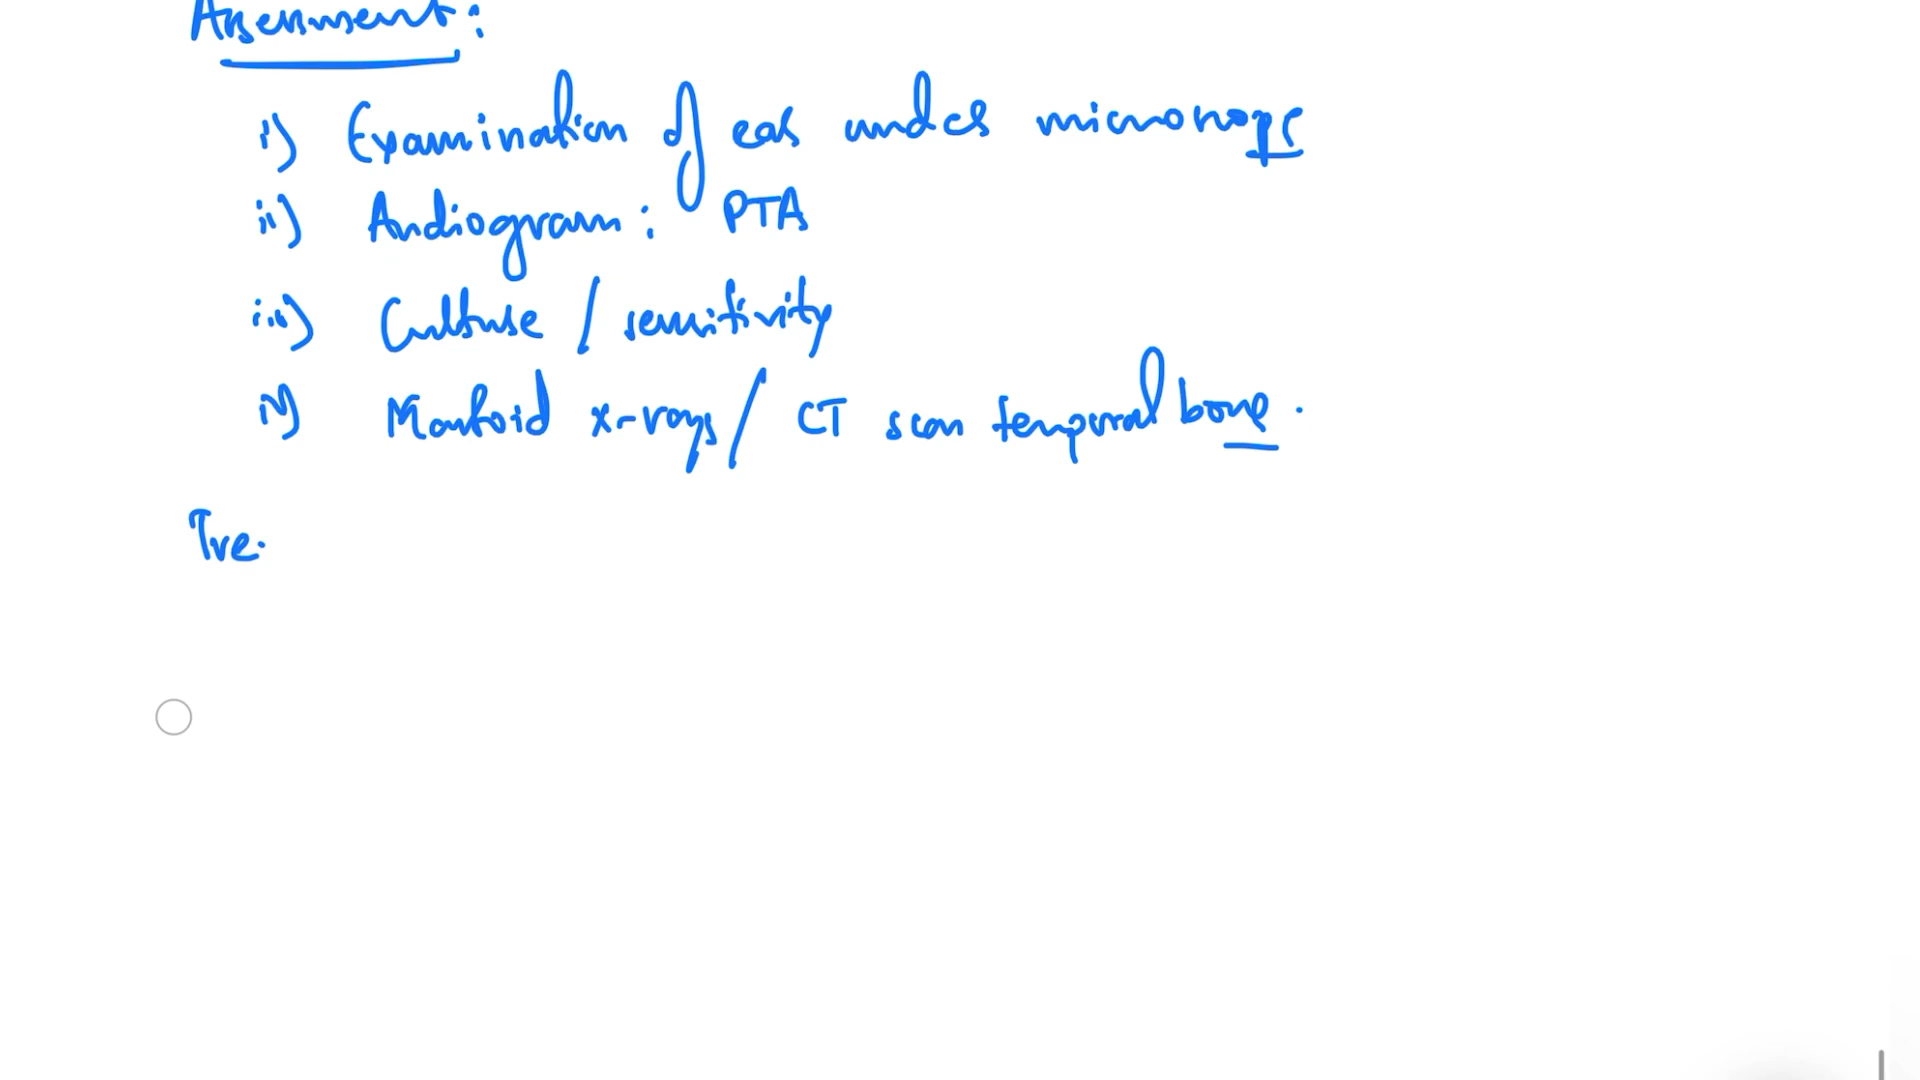 Assessment:
i) Examination of ear under microscope
ii) Audiogram: PTA
iii) Culture / sensitivity
iv) Mastoid x-rays / CT scan temporal bone.
Tre